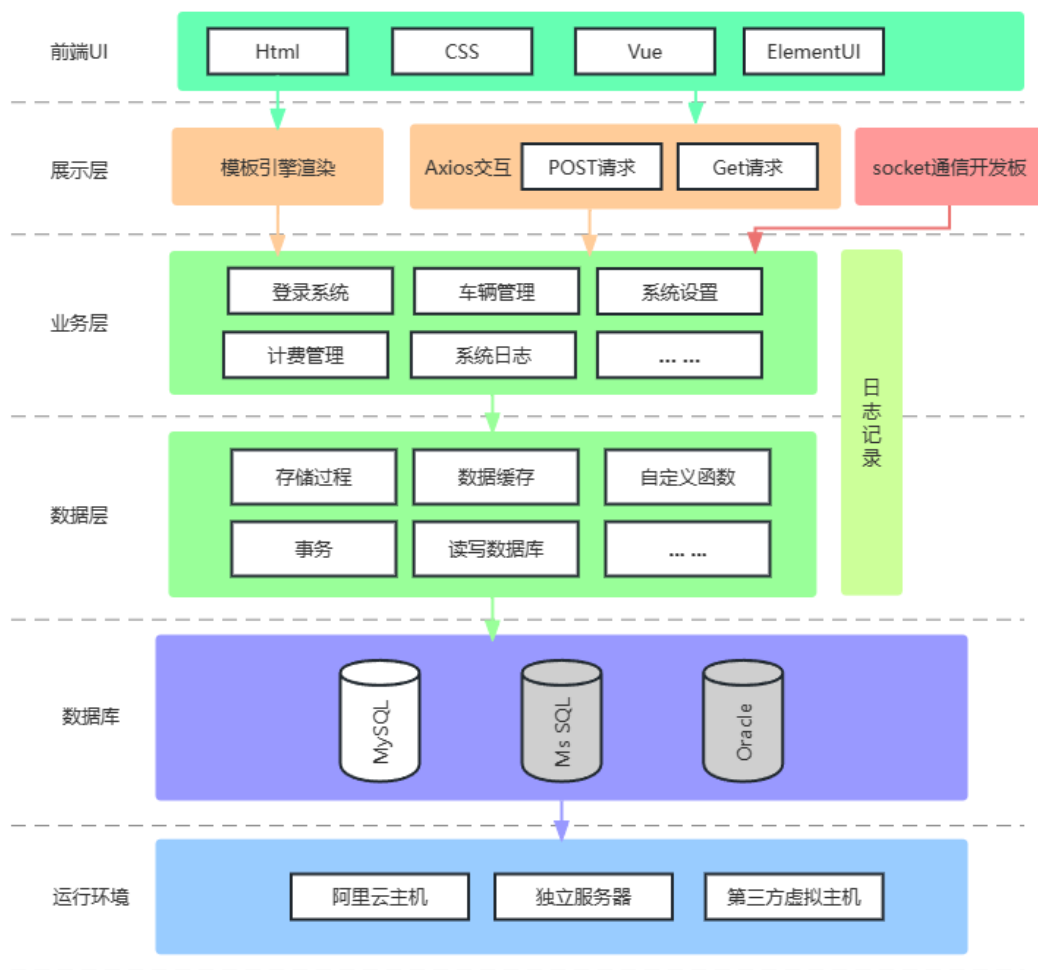 前端UI
Html
CSS
Vue
ElementUI
展示层
模板引擎渲染
Axios交互
POST请求
Get请求
socket通信开发板
业务层
登录系统
车辆管理
系统设置
计费管理
系统日志
... ...
日志记录
数据层
存储过程
数据缓存
自定义函数
事务
读写数据库
... ...
数据库
MySQL
Ms SQL
Oracle
运行环境
阿里云主机
独立服务器
第三方虚拟主机